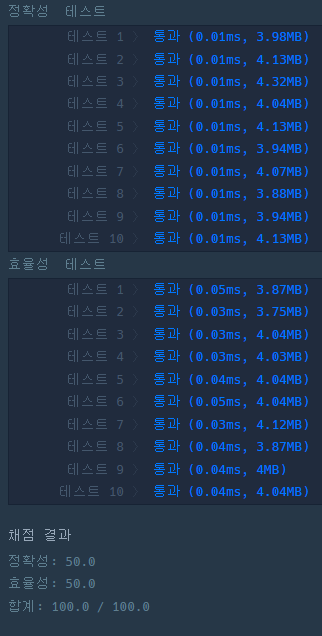 정확성 테스트
테스트 1 〉 통과 (0.01ms, 3.98MB)
테스트 2 〉 통과 (0.01ms, 4.13MB)
테스트 3 〉 통과 (0.01ms, 4.32MB)
테스트 4 〉 통과 (0.01ms, 4.04MB)
테스트 5 〉 통과 (0.01ms, 4.13MB)
테스트 6 〉 통과 (0.01ms, 3.94MB)
테스트 7 〉 통과 (0.01ms, 4.07MB)
테스트 8 〉 통과 (0.01ms, 3.88MB)
테스트 9 〉 통과 (0.01ms, 3.94MB)
테스트 10 〉 통과 (0.01ms, 4.13MB)
효율성 테스트
테스트 1 〉 통과 (0.05ms, 3.87MB)
테스트 2 〉 통과 (0.03ms, 3.75MB)
테스트 3 〉 통과 (0.03ms, 4.04MB)
테스트 4 〉 통과 (0.03ms, 4.03MB)
테스트 5 〉 통과 (0.04ms, 4.04MB)
테스트 6 〉 통과 (0.05ms, 4.04MB)
테스트 7 〉 통과 (0.03ms, 4.12MB)
테스트 8 〉 통과 (0.04ms, 3.87MB)
테스트 9 〉 통과 (0.04ms, 4MB)
테스트 10 〉 통과 (0.04ms, 4.04MB)
채점 결과
정확성: 50.0
효율성: 50.0
합계: 100.0 / 100.0